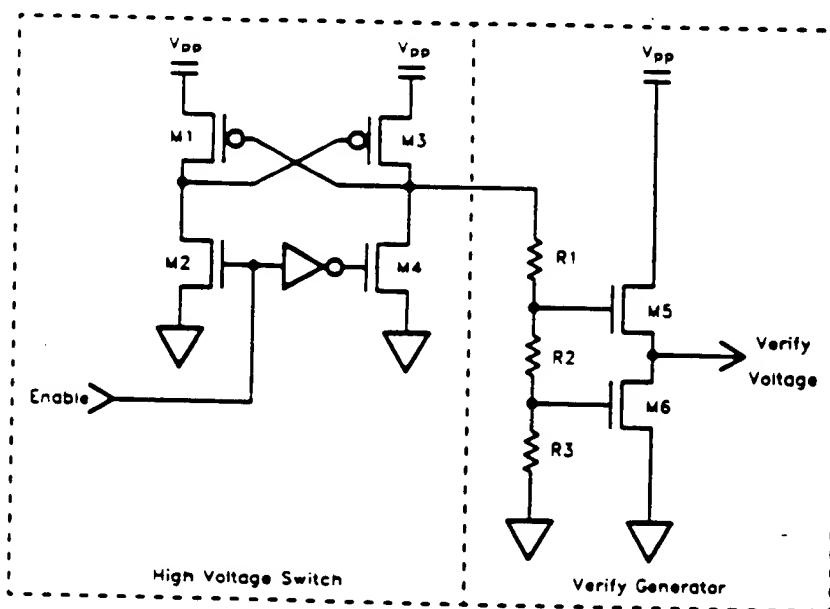 Vpp
Vpp
Vpp
M1
M3
M2
M4
R1
M5
Verify
Voltage
R2
Enable
M6
R3
High Voltage Switch
Verify Generator